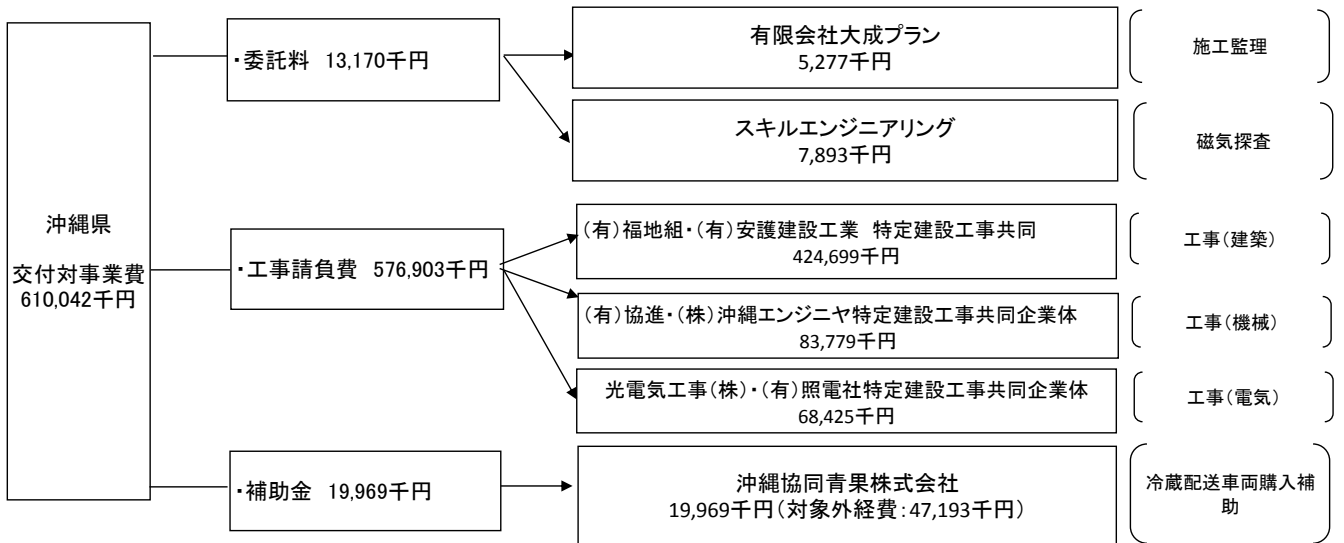 沖縄県
交付対事業費
610,042千円
・委託料 13,170千円
有限会社大成プラン
5,277千円
施工監理
スキルエンジニアリング
7,893千円
磁気探査
・工事請負費 576,903千円
(有)福地組・(有)安護建設工業 特定建設工事共同
424,699千円
工事(建築)
(有)協進・(株)沖縄エンジニヤ特定建設工事共同企業体
83,779千円
工事(機械)
光電気工事(株)・(有)照電社特定建設工事共同企業体
68,425千円
工事(電気)
・補助金 19,969千円
沖縄協同青果株式会社
19,969千円(対象外経費:47,193千円)
冷蔵配送車両購入補
助